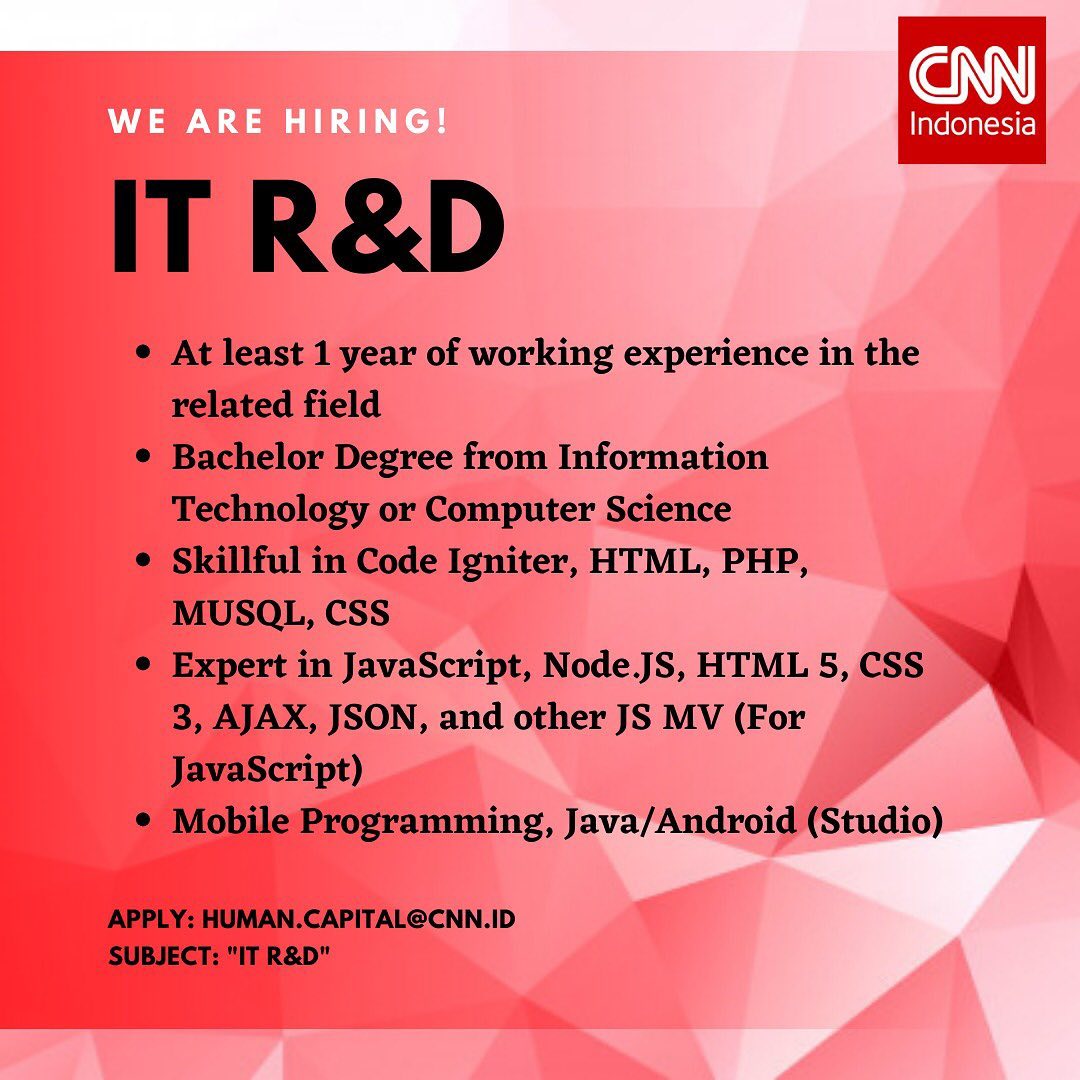 CNN
Indonesia
WE ARE HIRING!
IT R&D
• At least 1 year of working experience in the
related field
• Bachelor Degree from Information
Technology or Computer Science
• Skillful in Code Igniter, HTML, PHP,
MUSQL, CSS
• Expert in JavaScript, Node.JS, HTML 5, CSS
3, AJAX, JSON, and other JS MV (For
JavaScript)
• Mobile Programming, Java/Android (Studio)
APPLY: HUMAN.CAPITAL@CNN.ID
SUBJECT: "IT R&D"